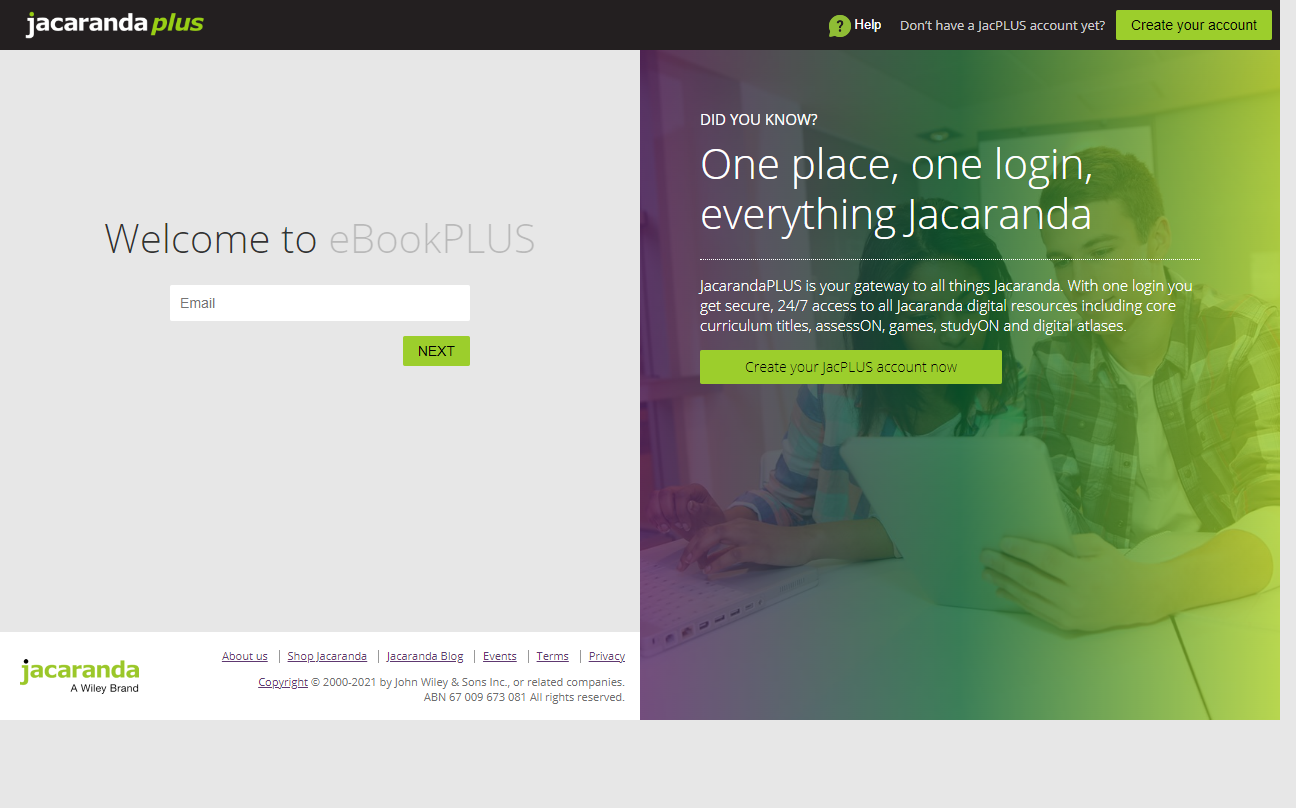 jacaranda plus
? Help
Don't have a JacPLUS account yet?
Create your account
Welcome to eBookPLUS
Email
NEXT
DID YOU KNOW?
One place, one login,
everything Jacaranda
JacarandaPLUS is your gateway to all things Jacaranda. With one login you
get secure, 24/7 access to all Jacaranda digital resources including core
curriculum titles, assessON, games, studyON and digital atlases.
Create your JacPLUS account now
jacaranda
A Wiley Brand
About us | Shop Jacaranda | Jacaranda Blog | Events | Terms | Privacy
Copyright © 2000-2021 by John Wiley & Sons Inc., or related companies.
ABN 67 009 673 081 All rights reserved.